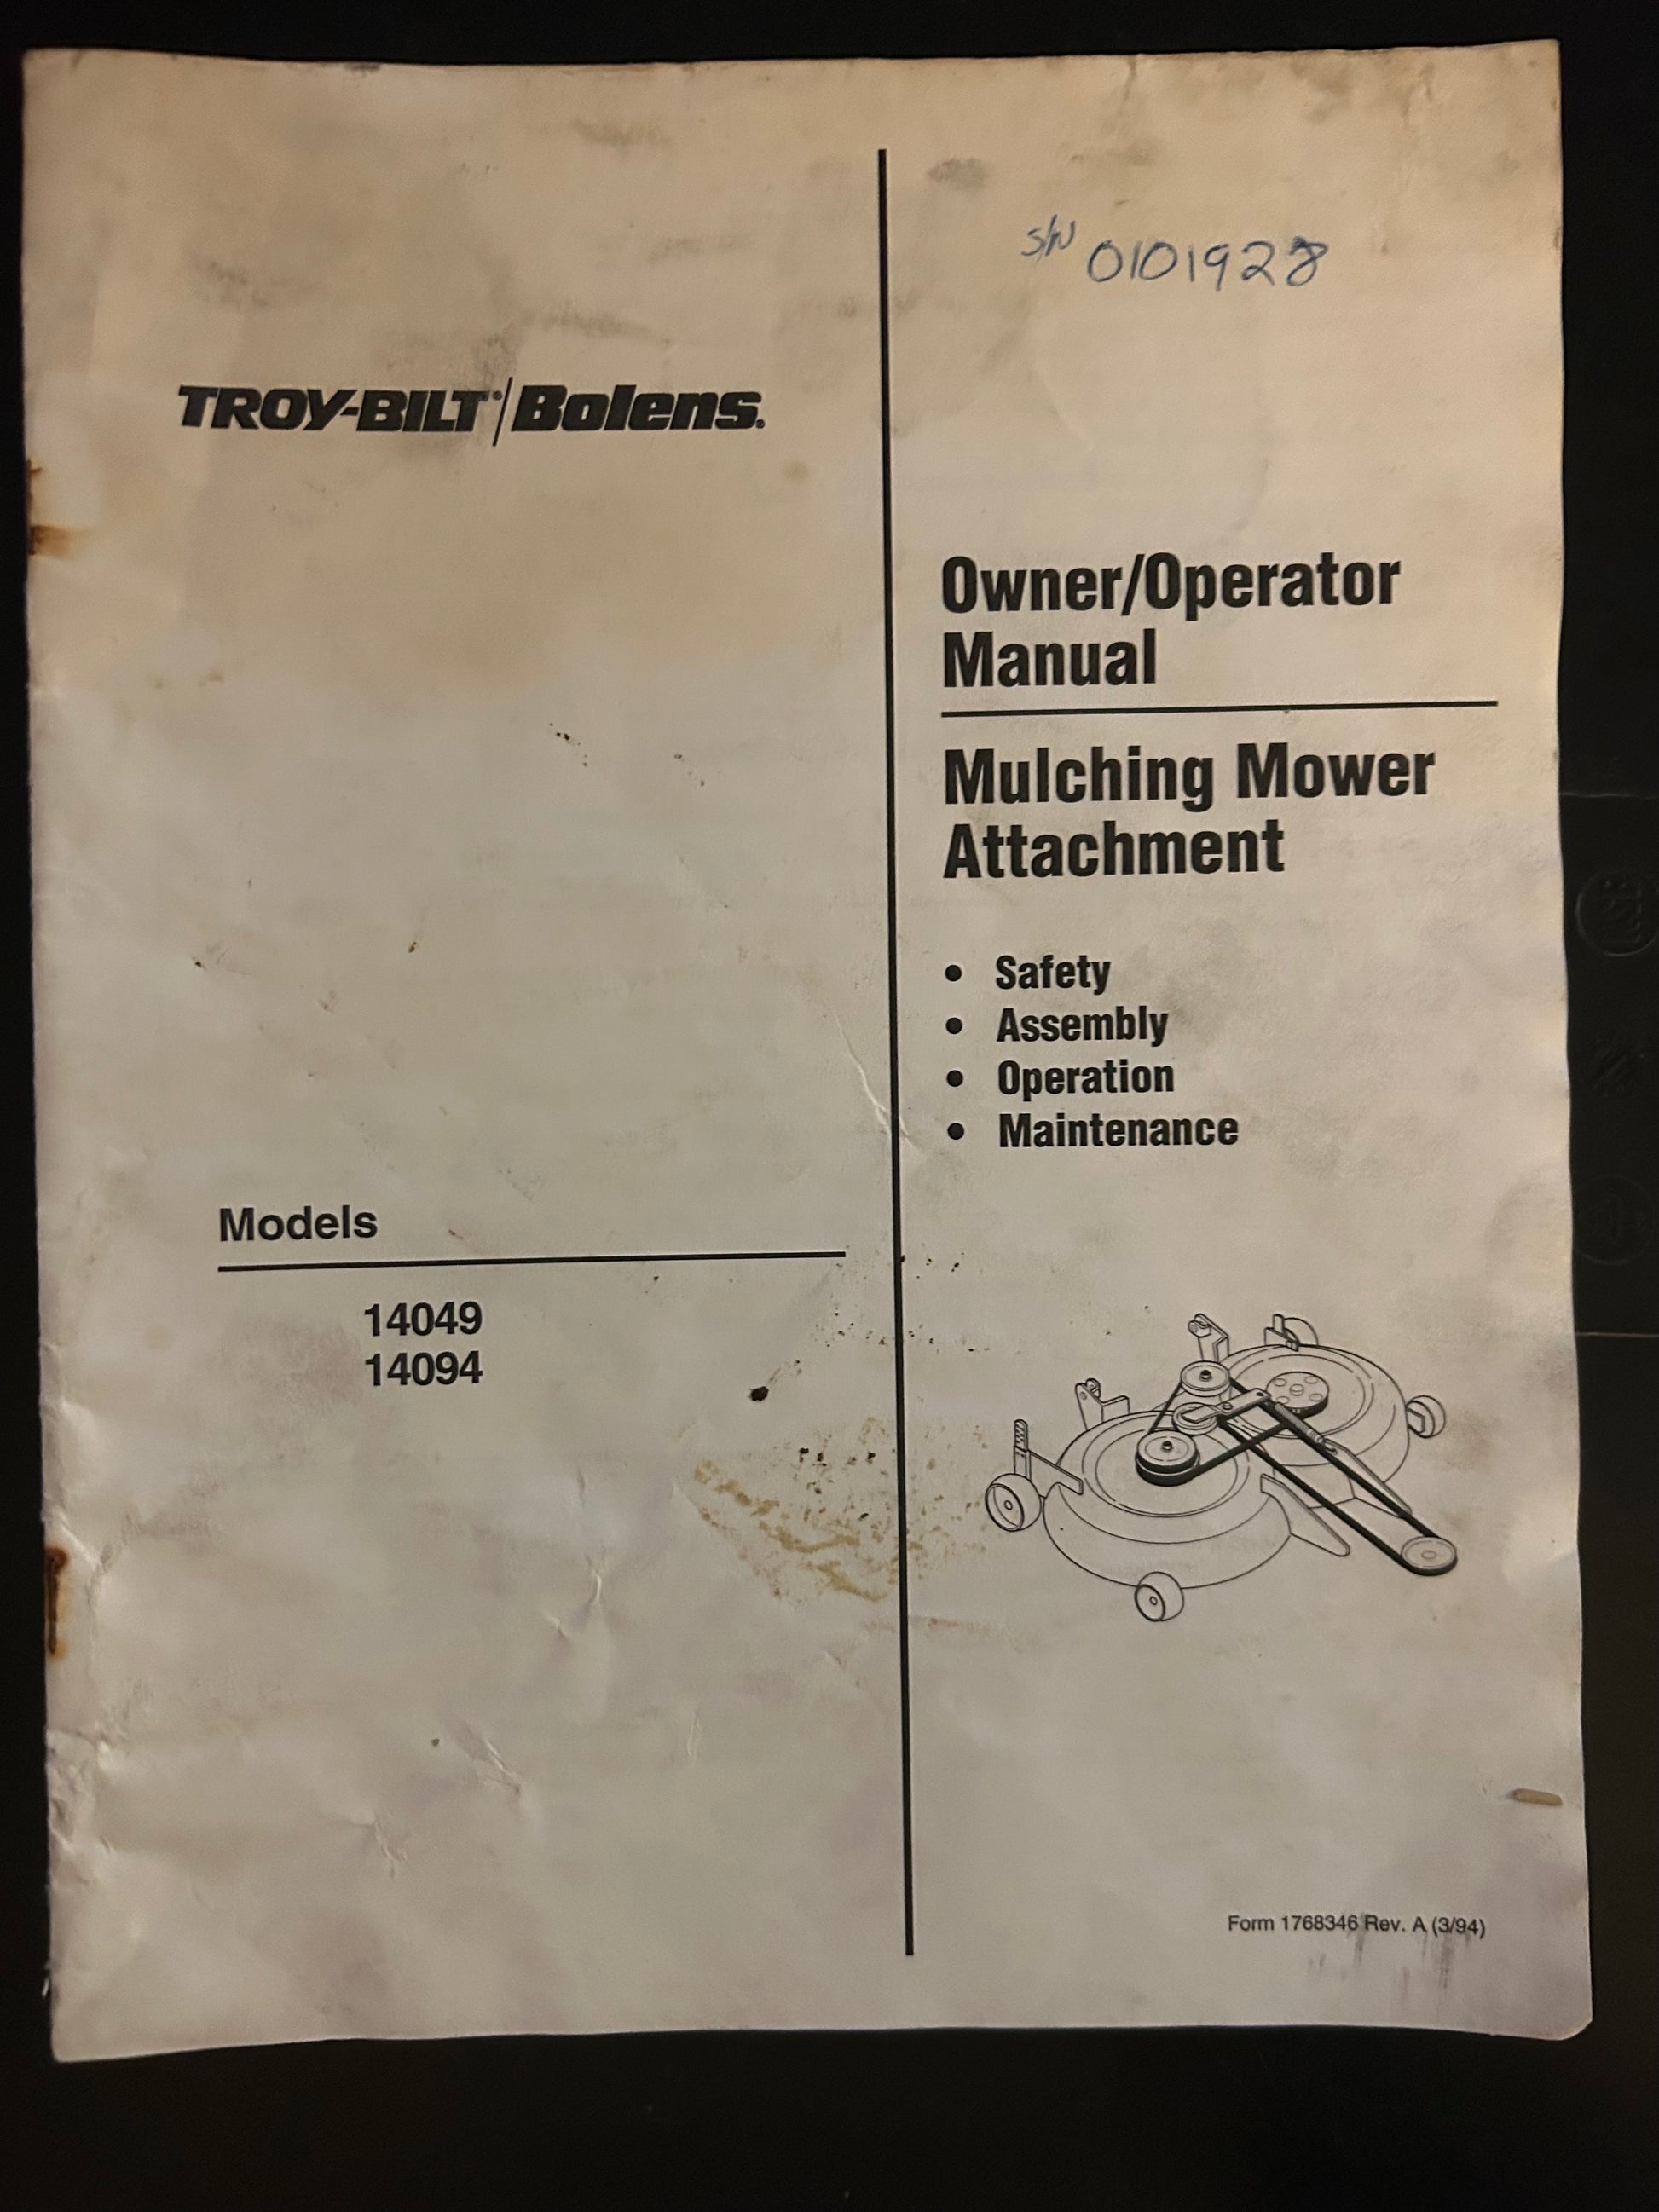 S/N 0101928
TROY-BILT®/Bolens®
Owner/Operator
Manual
Mulching Mower
Attachment
• Safety
• Assembly
• Operation
• Maintenance
Models
14049
14094
Form 1768346 Rev. A (3/94)